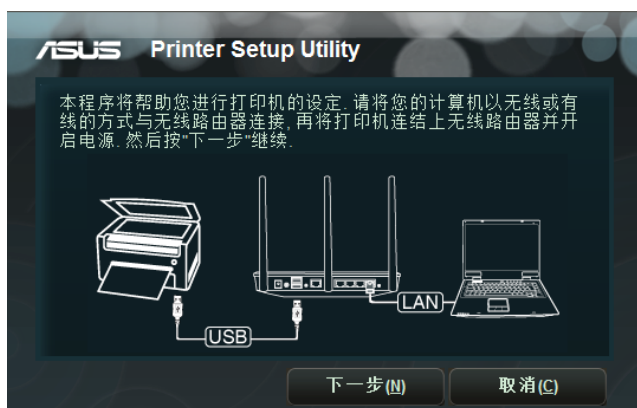 ASUS Printer Setup Utility
本程序将帮助您进行打印机的设定. 请将您的计算机以无线或有
线的方式与无线路由器连接, 再将打印机连结上无线路由器并开
启电源. 然后按"下一步"继续.
LAN
USB
下一步(N) 取消(C)